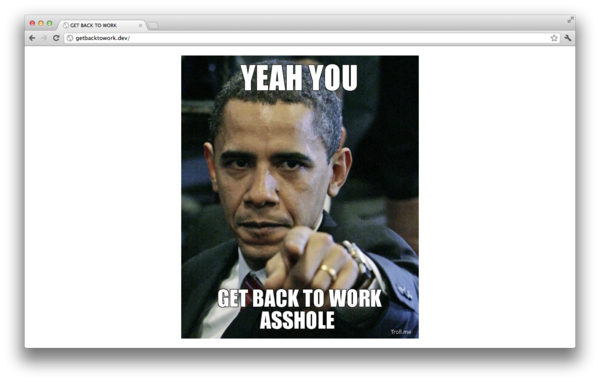 GET BACK TO WORK
getbacktowork.dev/
YEAH YOU
GET BACK TO WORK
ASSHOLE
Troll.me